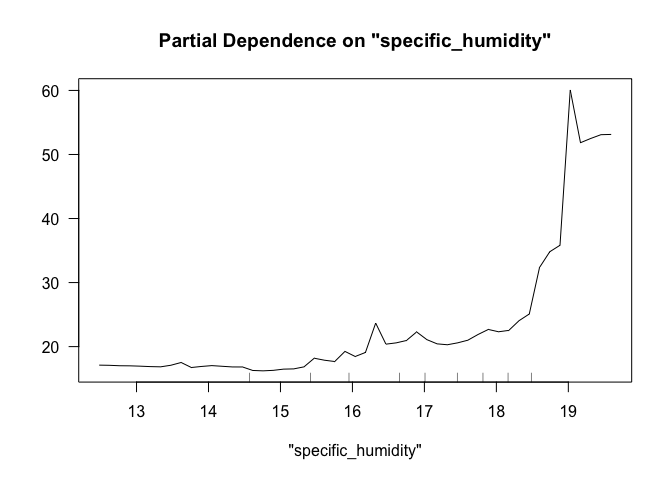 Partial Dependence on "specific_humidity"
60
50
40
30
20
13 14 15 16 17 18 19
"specific_humidity"